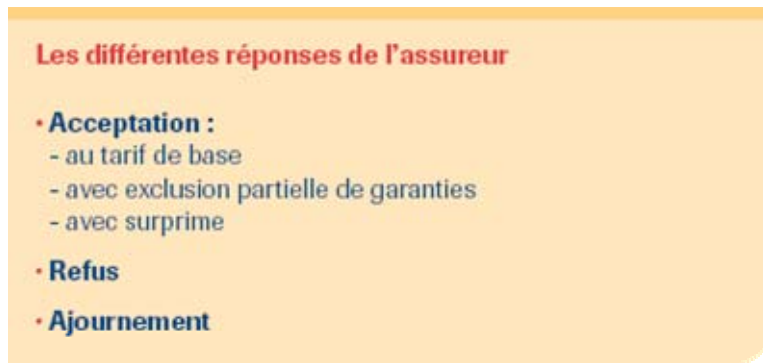 Les différentes réponses de l'assureur
· Acceptation :
- au tarif de base
- avec exclusion partielle de garanties
- avec surprime
· Refus
· Ajournement